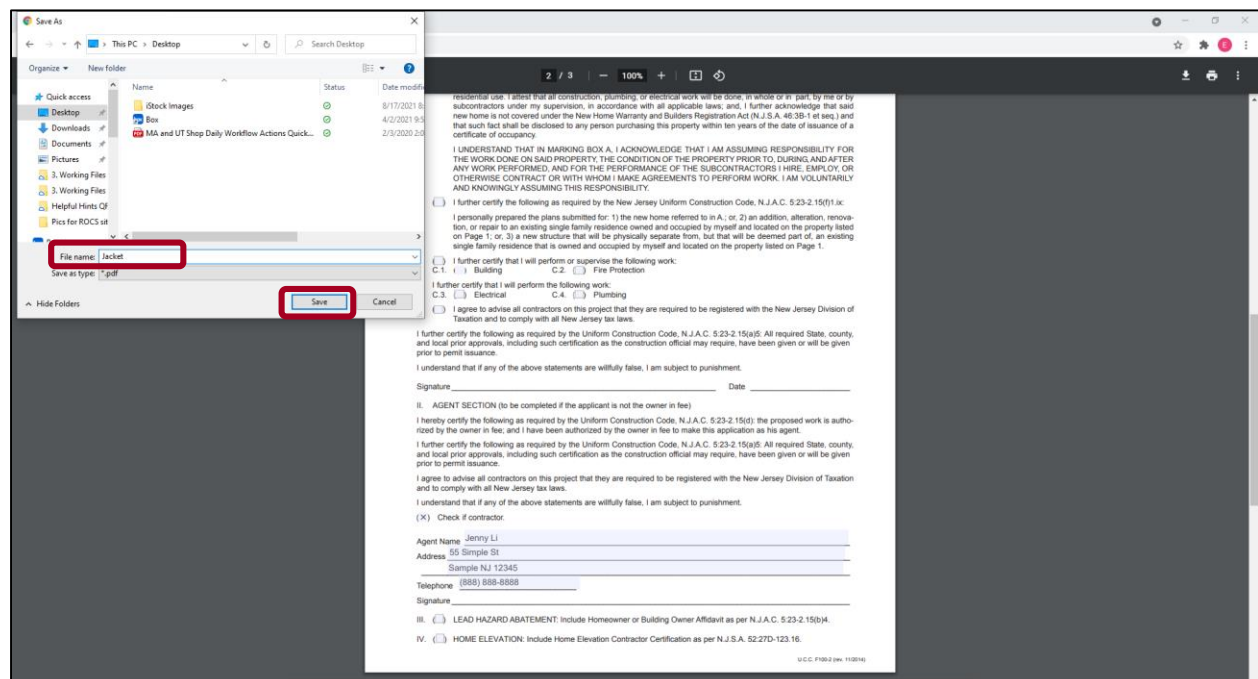 Save As
This PC > Desktop
Search Desktop
Organize
New folder
Name
Status
Date modifi
Quick access
Desktop
Downloads
Documents
Pictures
3. Working Files
3. Working Files
Helpful Hints QF
Pics for ROCS sit
iStock Images
8/17/2021 8:
Box
4/2/2021 9:5
MA and UT Shop Daily Workflow Actions Quick...
2/3/2020 2:0
File name: Jacket
Save as type: *.pdf
Hide Folders
Save
Cancel
E
2 / 3
100%
residential use. I attest that all construction, plumbing, or electrical work will be done, in whole or in part, by me or by
subcontractors under my supervision, in accordance with all applicable laws; and, I further acknowledge that said
new home is not covered under the New Home Warranty and Builders Registration Act (N.J.S.A. 46:3B-1 et seq.) and
that such fact shall be disclosed to any person purchasing this property within ten years of the date of issuance of a
certificate of occupancy.
I UNDERSTAND THAT IN MARKING BOX A, I ACKNOWLEDGE THAT I AM ASSUMING RESPONSIBILITY FOR
THE WORK DONE ON SAID PROPERTY, THE CONDITION OF THE PROPERTY PRIOR TO, DURING, AND AFTER
ANY WORK PERFORMED, AND FOR THE PERFORMANCE OF THE SUBCONTRACTORS I HIRE, EMPLOY, OR
OTHERWISE CONTRACT OR WITH WHOM I MAKE AGREEMENTS TO PERFORM WORK. I AM VOLUNTARILY
AND KNOWINGLY ASSUMING THIS RESPONSIBILITY.
I further certify the following as required by the New Jersey Uniform Construction Code, N.J.A.C. 5:23-2.15(f)1.ix:
I personally prepared the plans submitted for: 1) the new home referred to in A.; or, 2) an addition, alteration, renova-
tion, or repair to an existing single family residence owned and occupied by myself and located on the property listed
on Page 1; or, 3) a new structure that will be physically separate from, but that will be deemed part of, an existing
single family residence that is owned and occupied by myself and located on the property listed on Page 1.
I further certify that I will perform or supervise the following work:
C.1. ( ) Building C.2. ( ) Fire Protection
I further certify that I will perform the following work:
C.3. ( ) Electrical C.4. ( ) Plumbing
I agree to advise all contractors on this project that they are required to be registered with the New Jersey Division of
Taxation and to comply with all New Jersey tax laws.
I further certify the following as required by the Uniform Construction Code, N.J.A.C. 5:23-2.15(a)5: All required State, county,
and local prior approvals, including such certification as the construction official may require, have been given or will be given
prior to permit issuance.
I understand that if any of the above statements are willfully false, I am subject to punishment.
Signature Date
II. AGENT SECTION (to be completed if the applicant is not the owner in fee)
I hereby certify the following as required by the Uniform Construction Code, N.J.A.C. 5:23-2.15(d): the proposed work is autho-
rized by the owner in fee; and I have been authorized by the owner in fee to make this application as his agent.
I further certify the following as required by the Uniform Construction Code, N.J.A.C. 5:23-2.15(a)5: All required State, county,
and local prior approvals, including such certification as the construction official may require, have been given or will be given
prior to permit issuance.
I agree to advise all contractors on this project that they are required to be registered with the New Jersey Division of Taxation
and to comply with all New Jersey tax laws.
I understand that if any of the above statements are willfully false, I am subject to punishment.
(X) Check if contractor.
Agent Name Jenny Li
Address 55 Simple St
Sample NJ 12345
Telephone (888) 888-8888
Signature
III. ( ) LEAD HAZARD ABATEMENT: Include Homeowner or Building Owner Affidavit as per N.J.A.C. 5:23-2.15(b)4.
IV. ( ) HOME ELEVATION: Include Home Elevation Contractor Certification as per N.J.S.A. 52:27D-123.16.
U.C.C. F100-2 (rev. 11/2014)